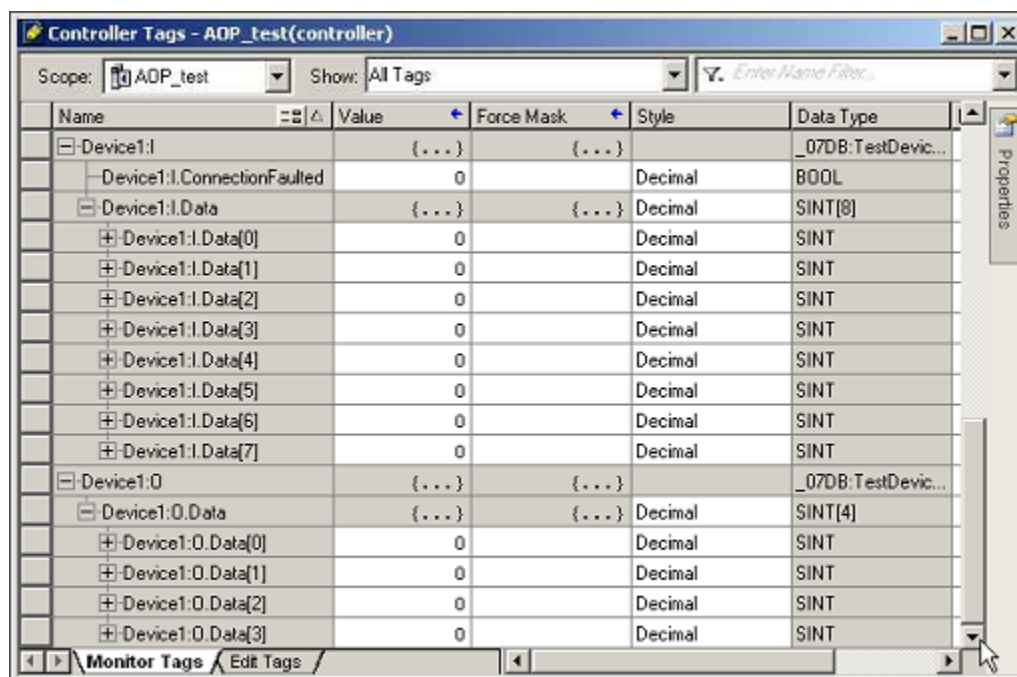 Controller Tags - AOP_test(controller)
Scope: AOP_test Show: All Tags Enter Name Filter...
Name Value Force Mask Style Data Type
Device1:I {...} {...} _07DB:TestDevic...
Device1:I.ConnectionFaulted 0 Decimal BOOL
Device1:I.Data {...} {...} Decimal SINT[8]
Device1:I.Data[0] 0 Decimal SINT
Device1:I.Data[1] 0 Decimal SINT
Device1:I.Data[2] 0 Decimal SINT
Device1:I.Data[3] 0 Decimal SINT
Device1:I.Data[4] 0 Decimal SINT
Device1:I.Data[5] 0 Decimal SINT
Device1:I.Data[6] 0 Decimal SINT
Device1:I.Data[7] 0 Decimal SINT
Device1:O {...} {...} _07DB:TestDevic...
Device1:O.Data {...} {...} Decimal SINT[4]
Device1:O.Data[0] 0 Decimal SINT
Device1:O.Data[1] 0 Decimal SINT
Device1:O.Data[2] 0 Decimal SINT
Device1:O.Data[3] 0 Decimal SINT
Monitor Tags Edit Tags
Properties